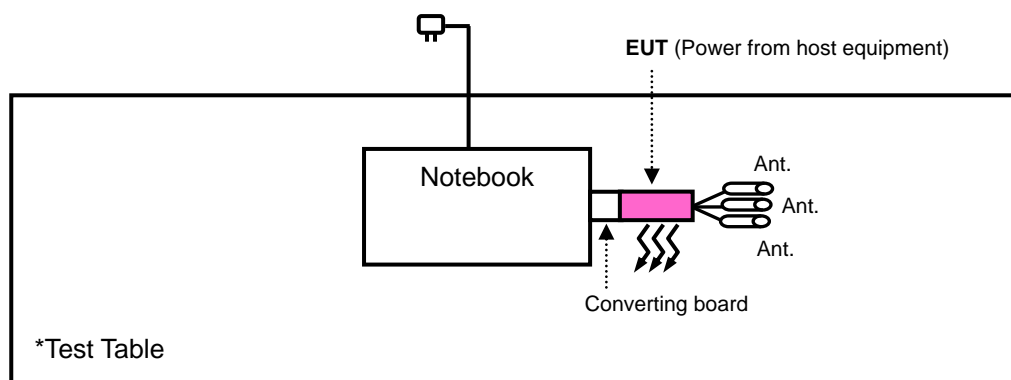 EUT (Power from host equipment)
Notebook
Ant.
Ant.
Ant.
Converting board
*Test Table